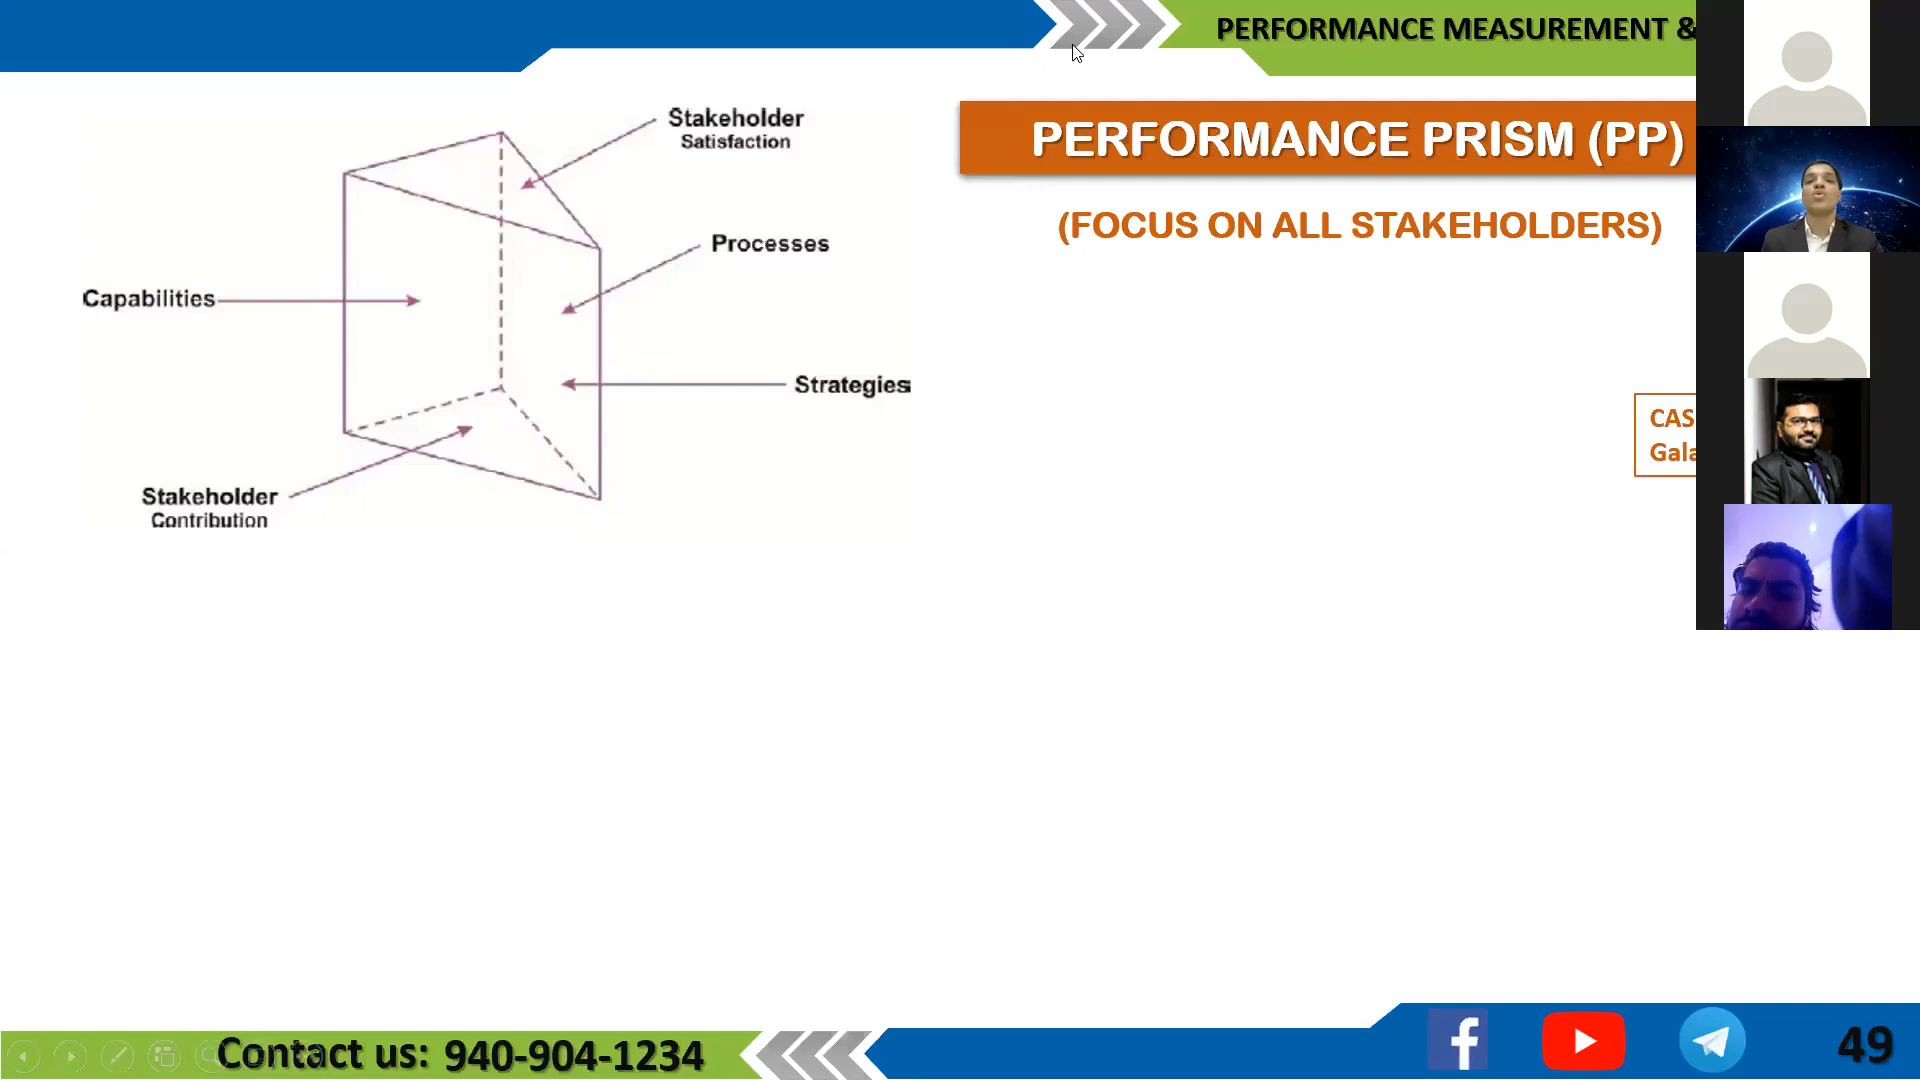 PERFORMANCE MEASUREMENT &
Stakeholder
Satisfaction
PERFORMANCE PRISM (PP)
(FOCUS ON ALL STAKEHOLDERS)
Processes
Capabilities
Strategies
CAS
Gala
Stakeholder
Contribution
Contact us: 940-904-1234
49